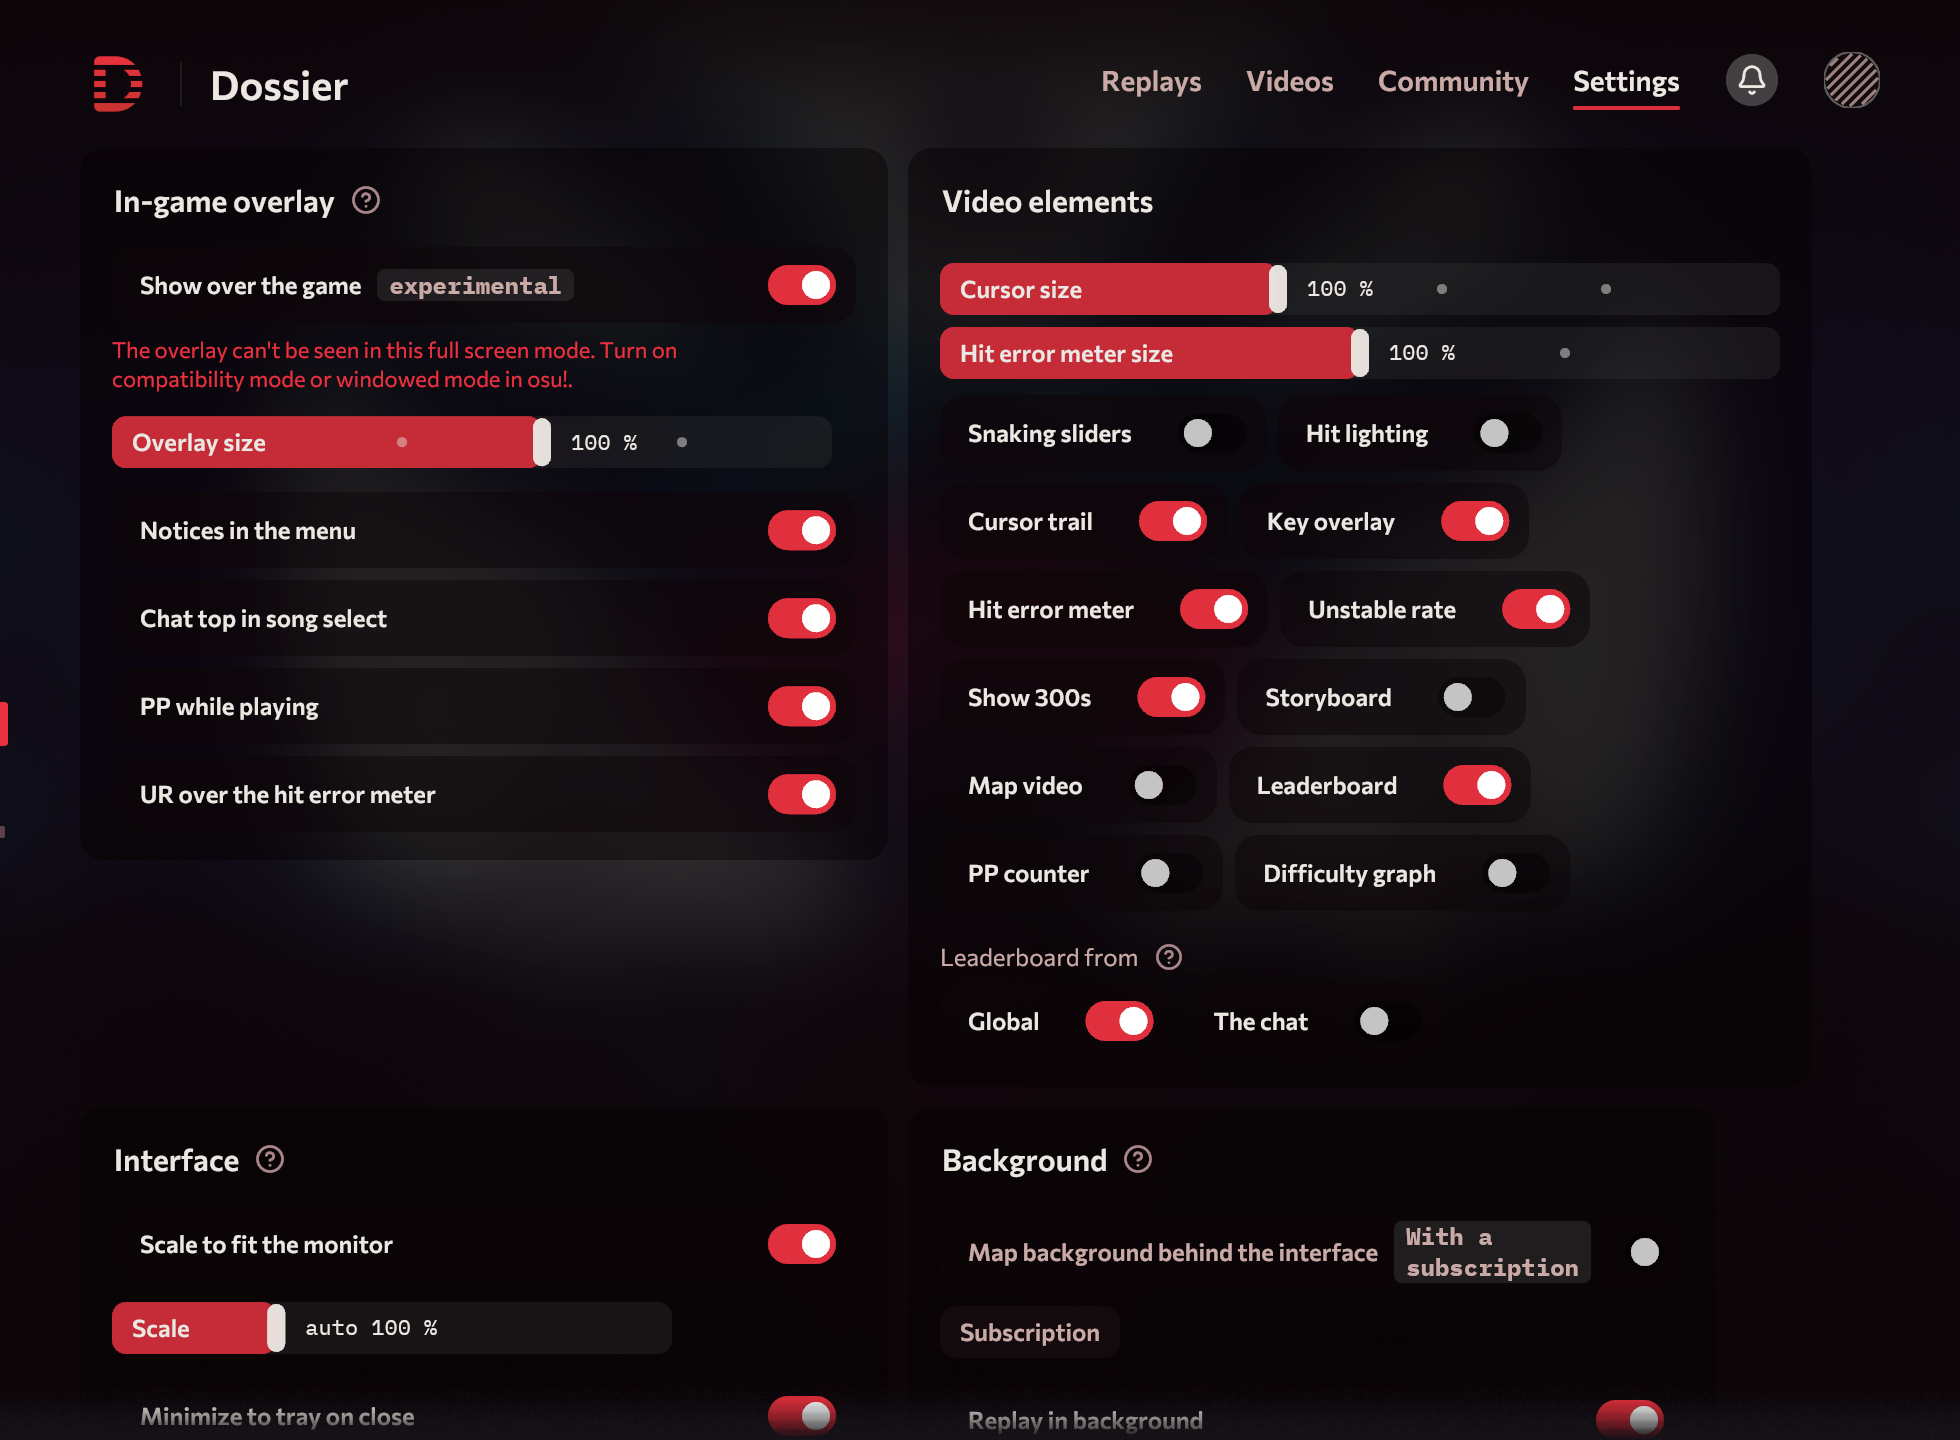 Dossier
Replays
Videos
Community
Settings
In-game overlay
Show over the game experimental
The overlay can't be seen in this full screen mode. Turn on
compatibility mode or windowed mode in osu!.
Overlay size 100 %
Notices in the menu
Chat top in song select
PP while playing
UR over the hit error meter
Video elements
Cursor size 100 %
Hit error meter size 100 %
Snaking sliders
Hit lighting
Cursor trail
Key overlay
Hit error meter
Unstable rate
Show 300s
Storyboard
Map video
Leaderboard
PP counter
Difficulty graph
Leaderboard from
Global
The chat
Interface
Scale to fit the monitor
Scale auto 100 %
Minimize to tray on close
Background
Map background behind the interface
With a
subscription
Subscription
Replay in background